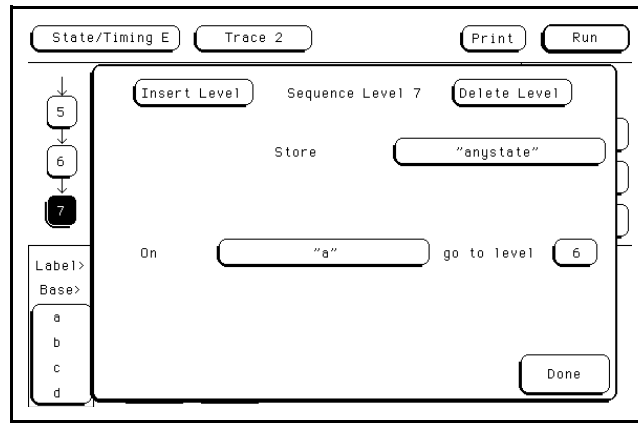 State/Timing E Trace 2 Print Run
Insert Level Sequence Level 7 Delete Level
5
Store "anystate"
6
7
On "a" go to level 6
Label>
Base>
a
b
c
Done
d